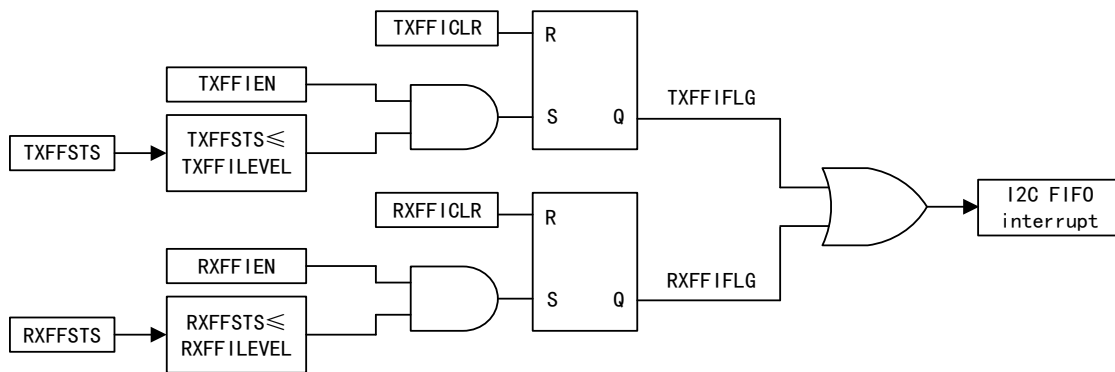 TXFFICLR
R
TXFFIEN
S
Q
TXFFIFLG
TXFFSTS
TXFFSTS≤
TXFFILEVEL
RXFFICLR
R
I2C FIFO
interrupt
RXFFIEN
S
Q
RXFFIFLG
RXFFSTS
RXFFSTS≤
RXFFILEVEL